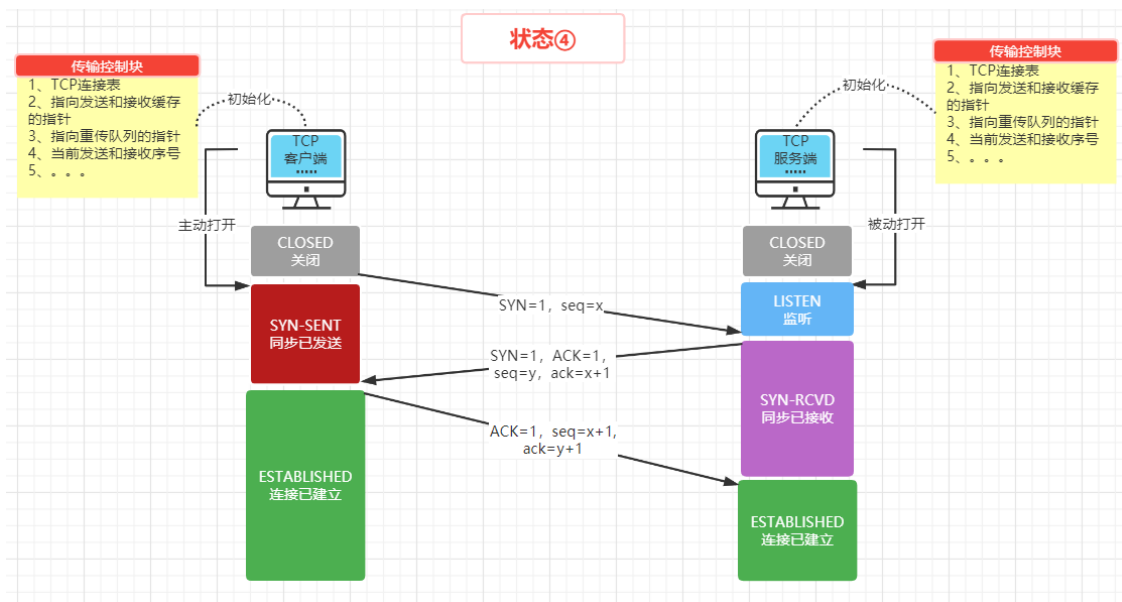 状态④
传输控制块
1、TCP连接表
2、指向发送和接收缓存
的指针
3、指向重传队列的指针
4、当前发送和接收序号
5、。。。
初始化
TCP
客户端
主动打开
传输控制块
1、TCP连接表
2、指向发送和接收缓存
的指针
3、指向重传队列的指针
4、当前发送和接收序号
5、。。。
初始化
TCP
服务端
被动打开
CLOSED
关闭
CLOSED
关闭
SYN=1, seq=x
LISTEN
监听
SYN-SENT
同步已发送
SYN=1, ACK=1,
seq=y, ack=x+1
SYN-RCVD
同步已接收
ACK=1, seq=x+1,
ack=y+1
ESTABLISHED
连接已建立
ESTABLISHED
连接已建立